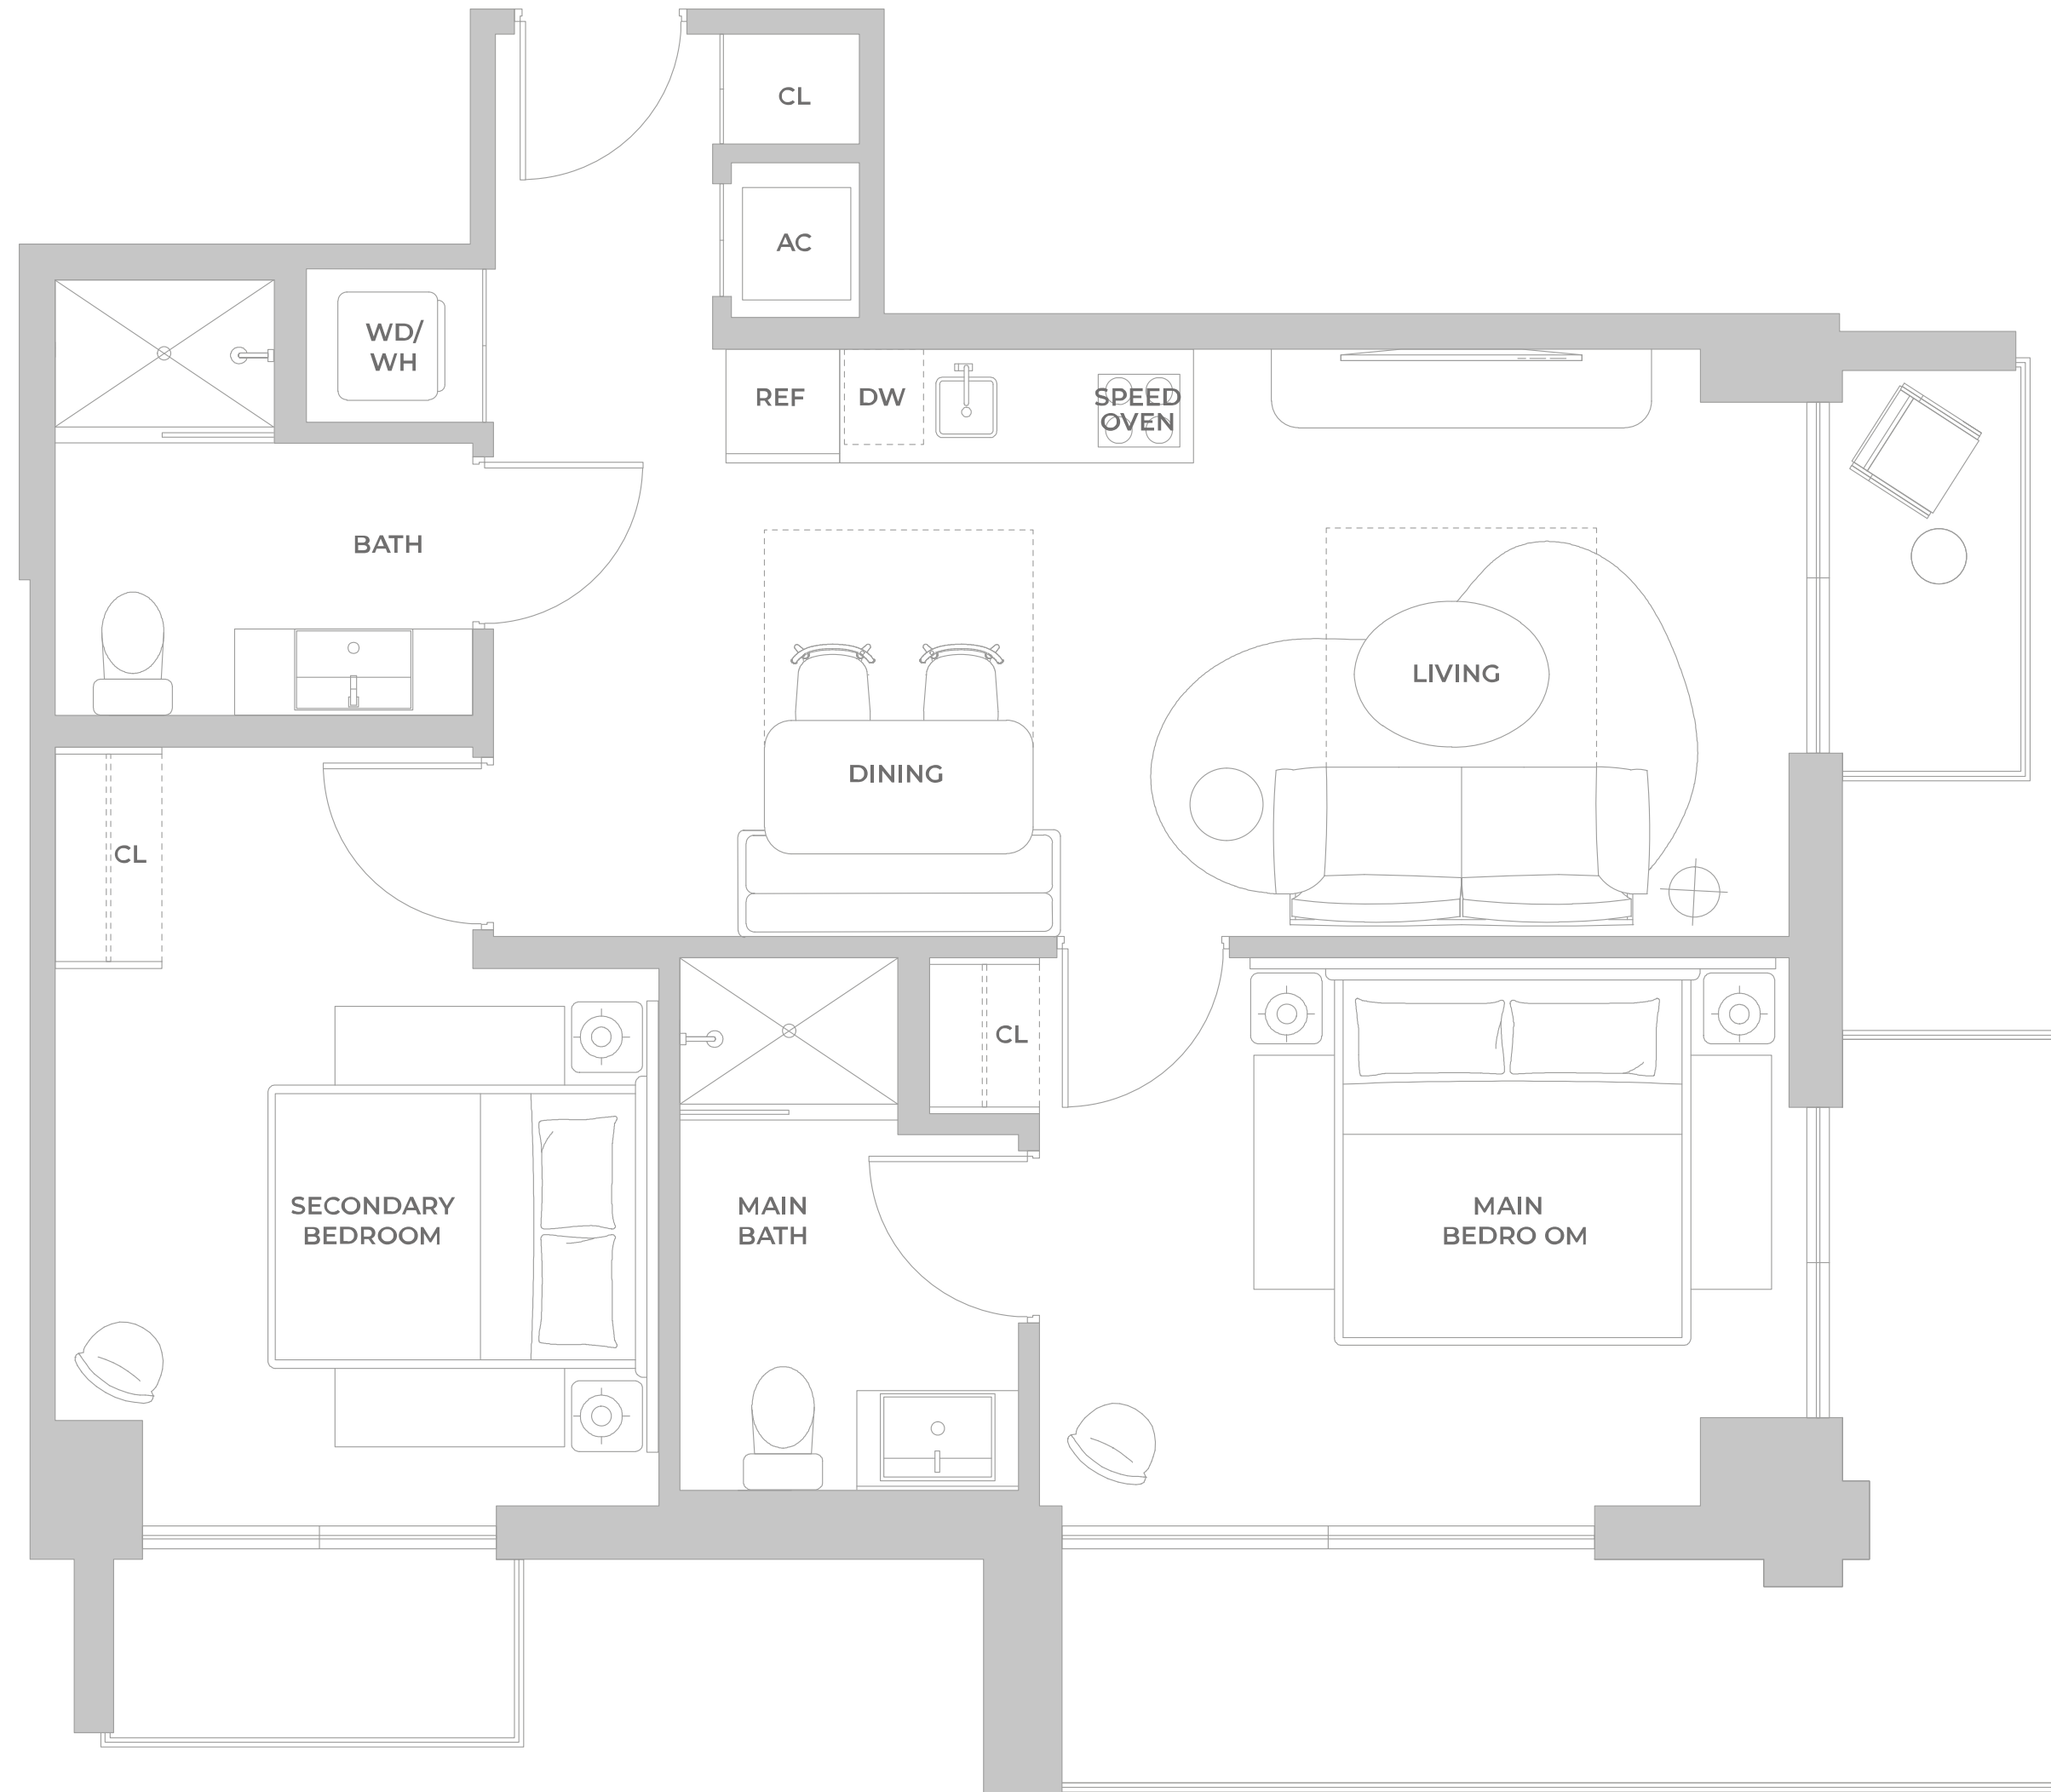 CL
AC
WD/
WH
REF
DW
SPEED
OVEN
BATH
LIVING
DINING
CL
CL
SECONDARY
BEDROOM
MAIN
BATH
MAIN
BEDRO OM